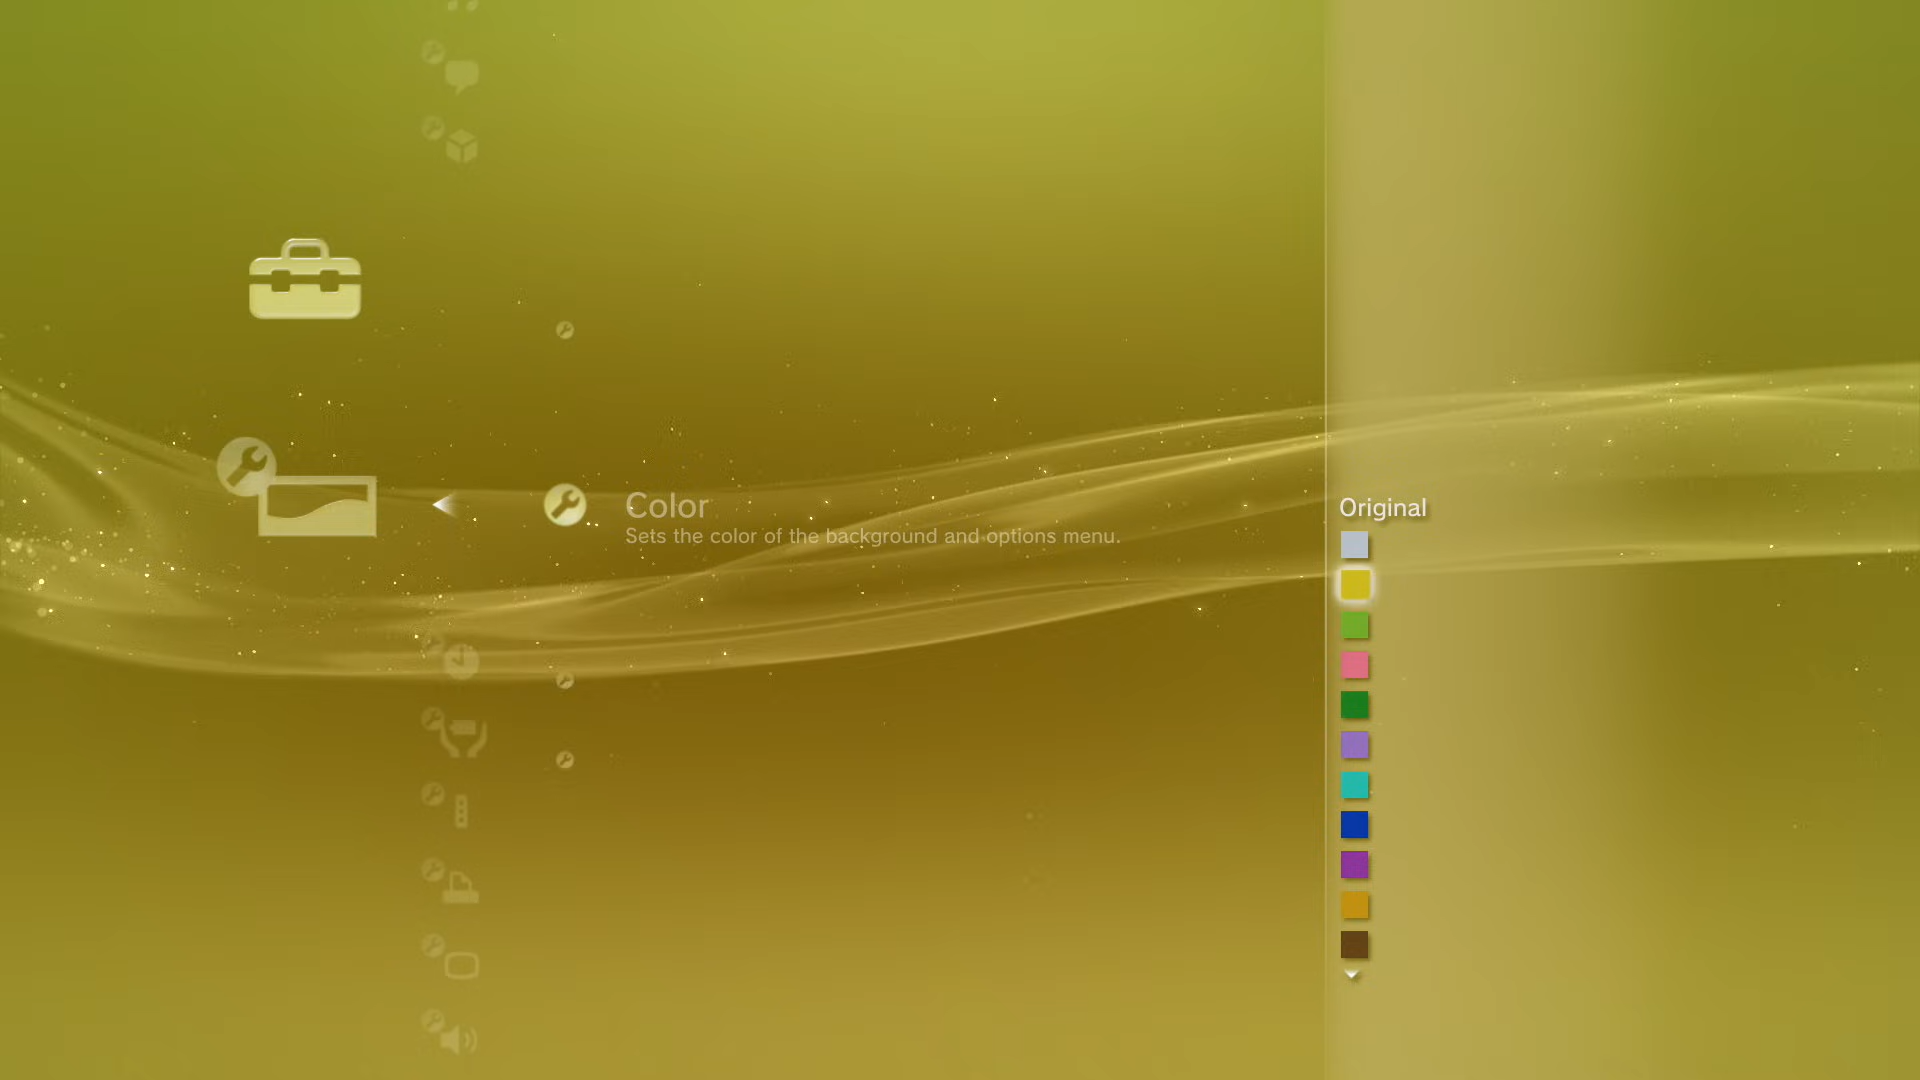 Color
Sets the color of the background and options menu.
Original